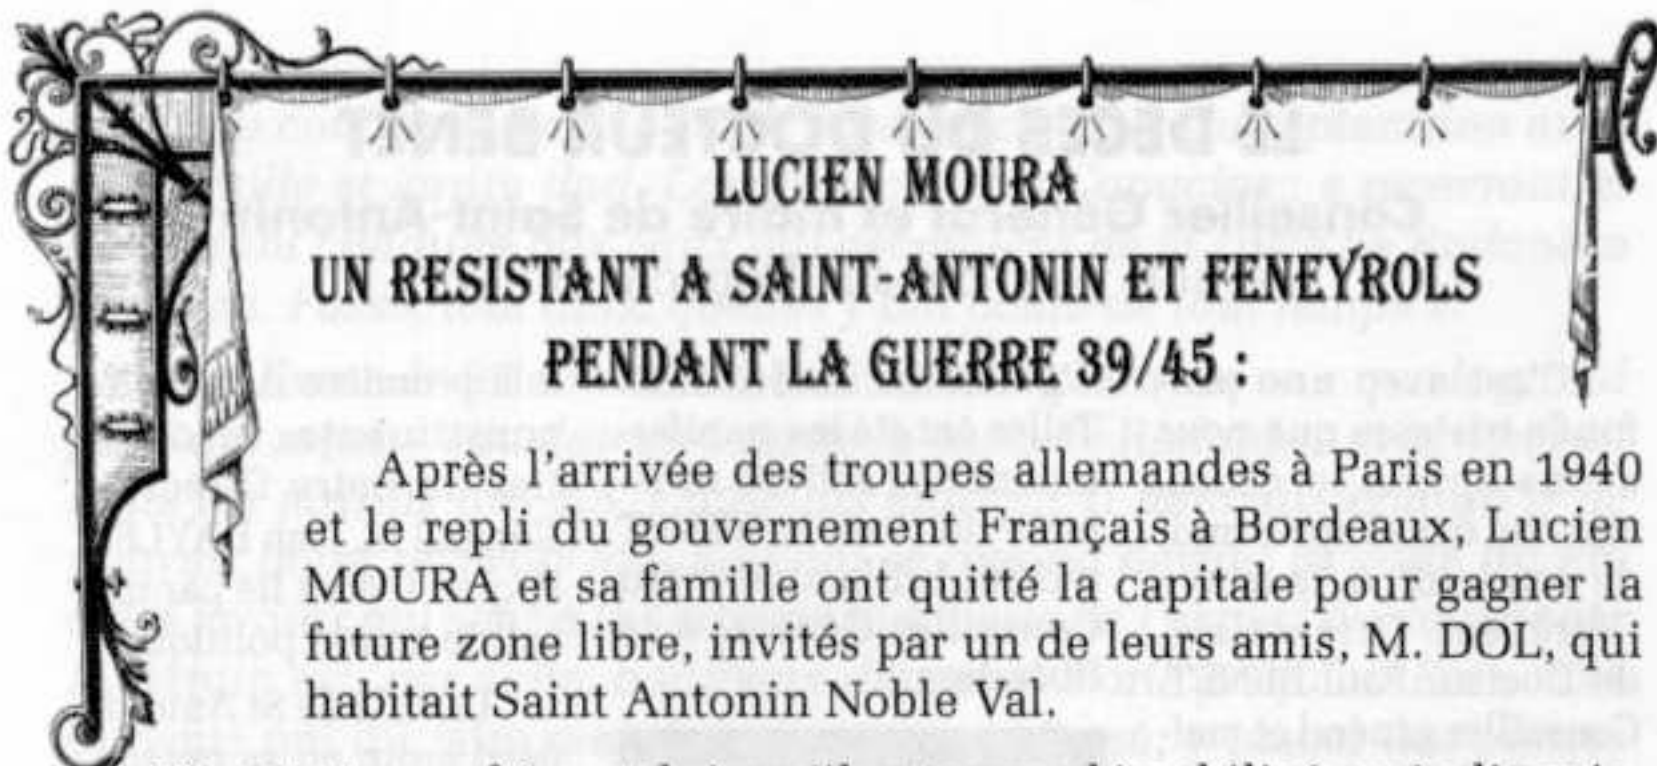 LUCIEN MOURA
UN RESISTANT A SAINT-ANTONIN ET FENEYROLS
PENDANT LA GUERRE 39/45 :
Après l'arrivée des troupes allemandes à Paris en 1940
et le repli du gouvernement Français à Bordeaux, Lucien
MOURA et sa famille ont quitté la capitale pour gagner la
future zone libre, invités par un de leurs amis, M. DOL, qui
habitait Saint Antonin Noble Val.